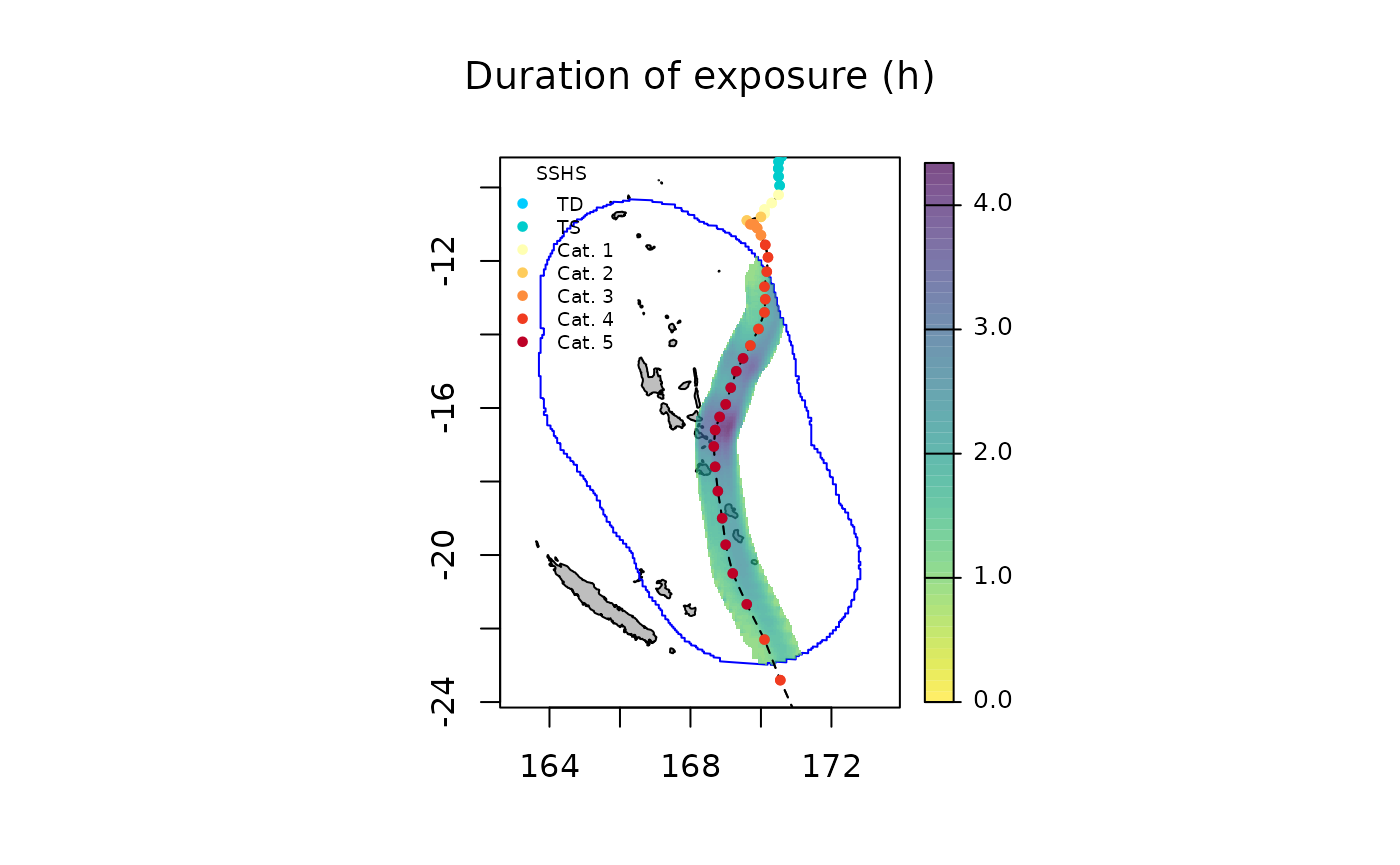 Duration of exposure (h)
SSHS
TD
TS
Cat. 1
Cat. 2
Cat. 3
Cat. 4
Cat. 5
-12
-16
-20
-24
164 168 172
4.0
3.0
2.0
1.0
0.0